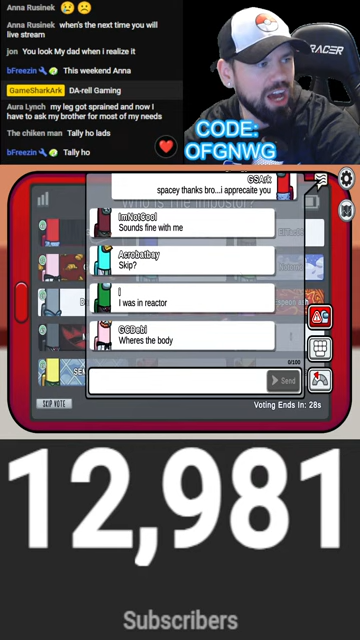 Anna Rusinek 😢 🙁
Anna Rusinek when's the next time you will
live stream
jon You look My dad when i realize it
bFreezin This weekend Anna
GameSharkArk DA-rell Gaming
Aura Lynch my leg got sprained and now I
have to ask my brother for most of my needs
The chiken man Tally ho lads
bFreezin Tally ho
RACER
CODE:
OFGNWG
Who Is The Impostor?
GSArk
spacey thanks bro...i apprecaite you
ImNotCool
Sounds fine with me
Acrobatbay
Skip?
I
I was in reactor
GCDebi
Wheres the body
0/100
Send
SKIP VOTE
Voting Ends In: 28s
12,981
Subscribers